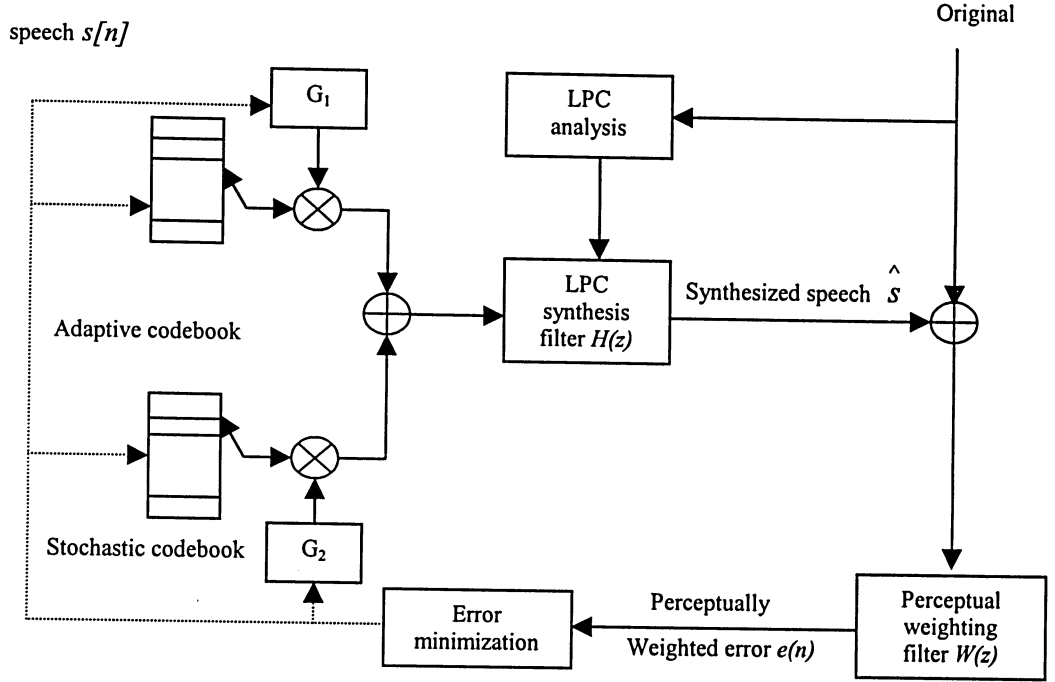 Original
speech s[n]
G₁
LPC
analysis
LPC
synthesis
filter H(z)
Synthesized speech ŝ
Adaptive codebook
Stochastic codebook
G₂
Error
minimization
Perceptually
Weighted error e(n)
Perceptual
weighting
filter W(z)